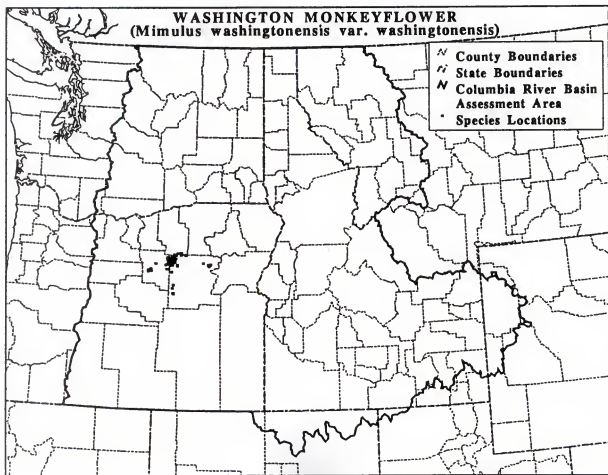 WASHINGTON MONKEYFLOWER
(Mimulus washingtonensis var. washingtonensis)
County Boundaries
State Boundaries
Columbia River Basin
Assessment Area
Species Locations